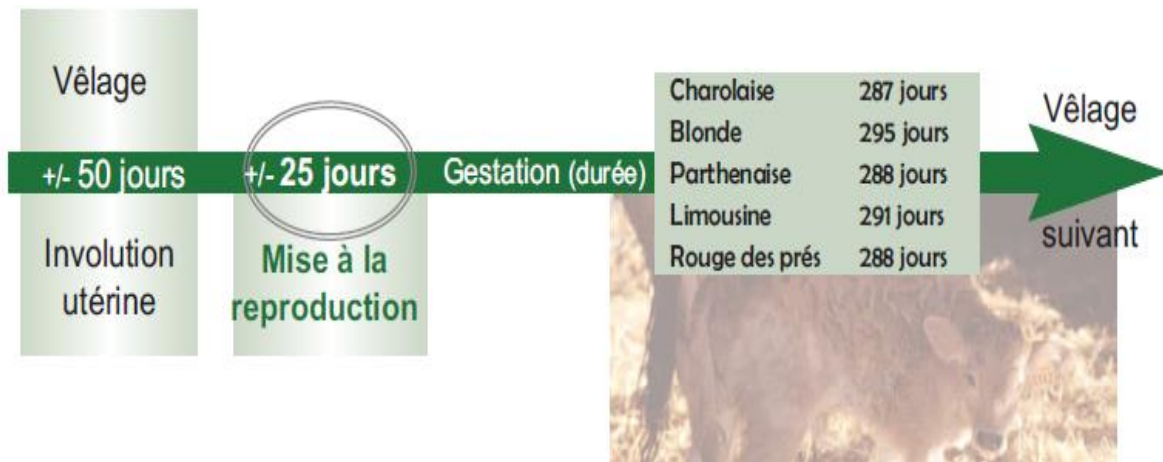 Vêlage
+/- 50 jours
Involution
utérine
+/- 25 jours
Mise à la
reproduction
Gestation (durée)
Charolaise 287 jours
Blonde 295 jours
Parthenaise 288 jours
Limousine 291 jours
Rouge des prés 288 jours
Vêlage
suivant